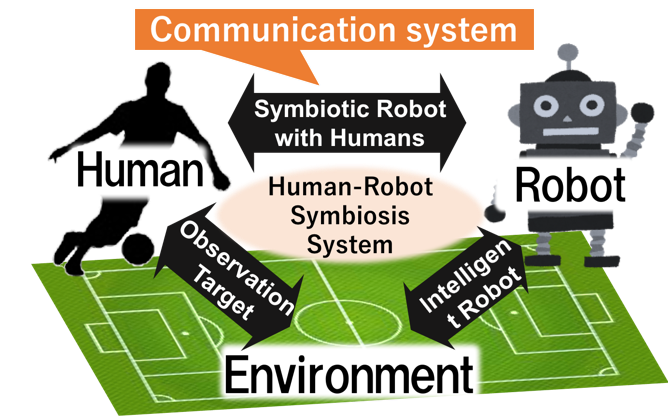 Communication system
Symbiotic Robot
with Humans
Human
Robot
Human-Robot
Symbiosis
System
Observation
Target
Intelligen
t Robot
Environment